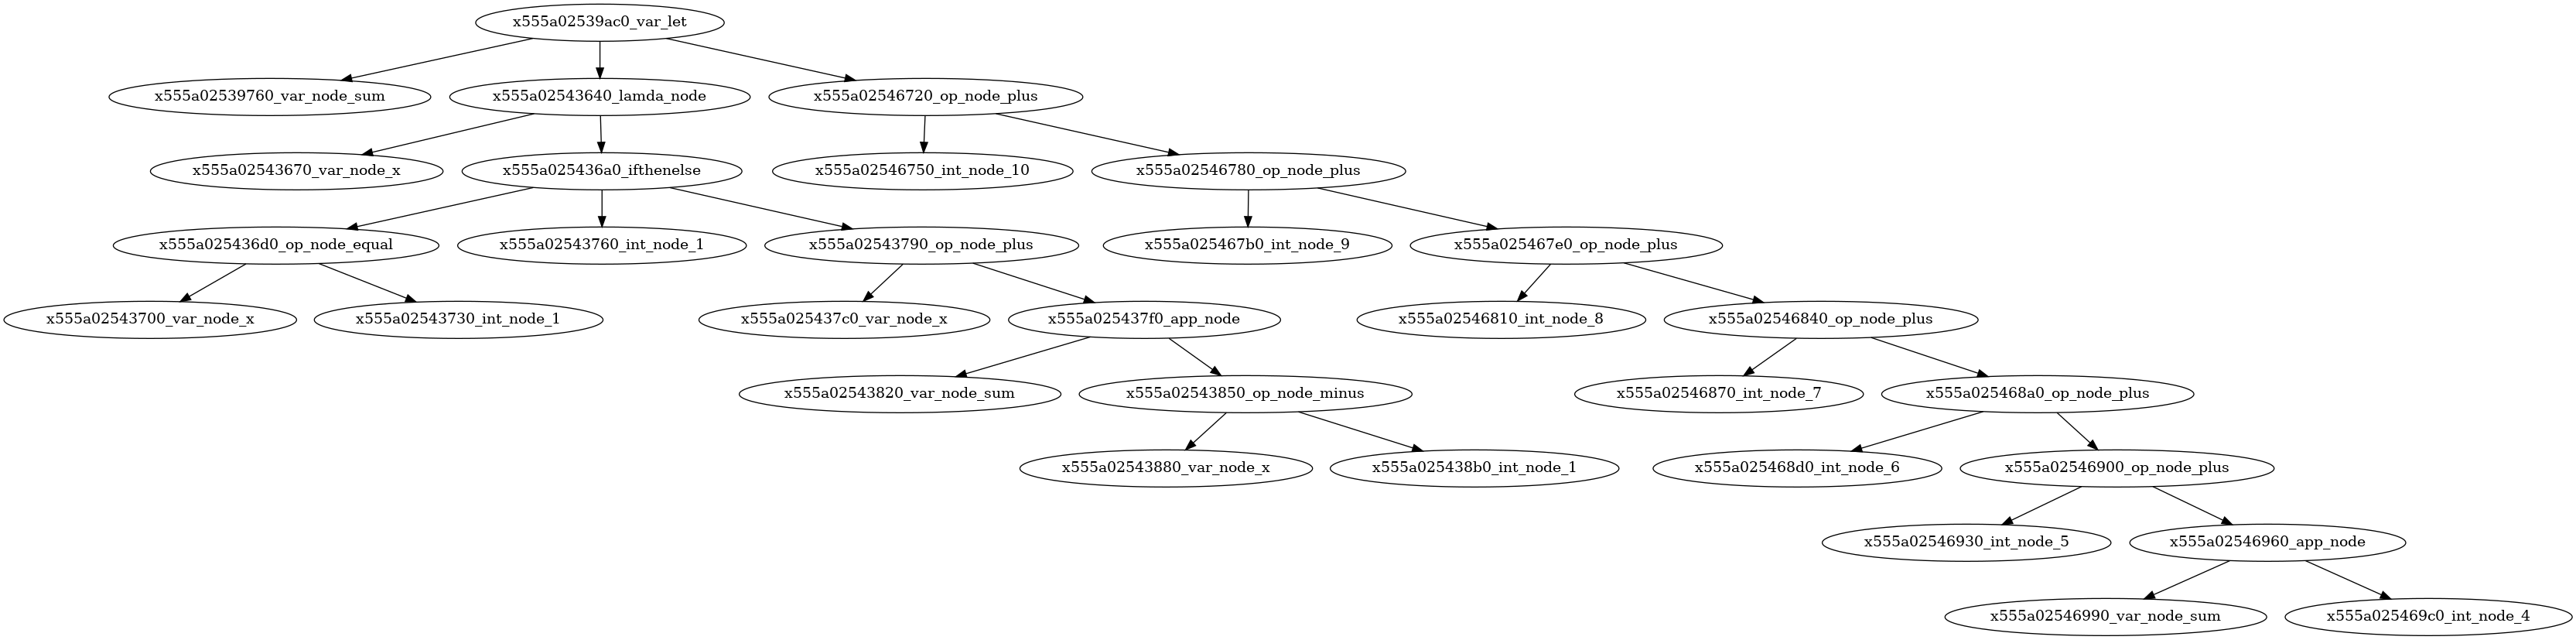 x555a02539ac0_var_let
x555a02539760_var_node_sum
x555a02543640_lamda_node
x555a02546720_op_node_plus
x555a02543670_var_node_x
x555a025436a0_ifthenelse
x555a02546750_int_node_10
x555a02546780_op_node_plus
x555a025436d0_op_node_equal
x555a02543760_int_node_1
x555a02543790_op_node_plus
x555a025467b0_int_node_9
x555a025467e0_op_node_plus
x555a02543700_var_node_x
x555a02543730_int_node_1
x555a025437c0_var_node_x
x555a025437f0_app_node
x555a02546810_int_node_8
x555a02546840_op_node_plus
x555a02543820_var_node_sum
x555a02543850_op_node_minus
x555a02546870_int_node_7
x555a025468a0_op_node_plus
x555a02543880_var_node_x
x555a025438b0_int_node_1
x555a025468d0_int_node_6
x555a02546900_op_node_plus
x555a02546930_int_node_5
x555a02546960_app_node
x555a02546990_var_node_sum
x555a025469c0_int_node_4